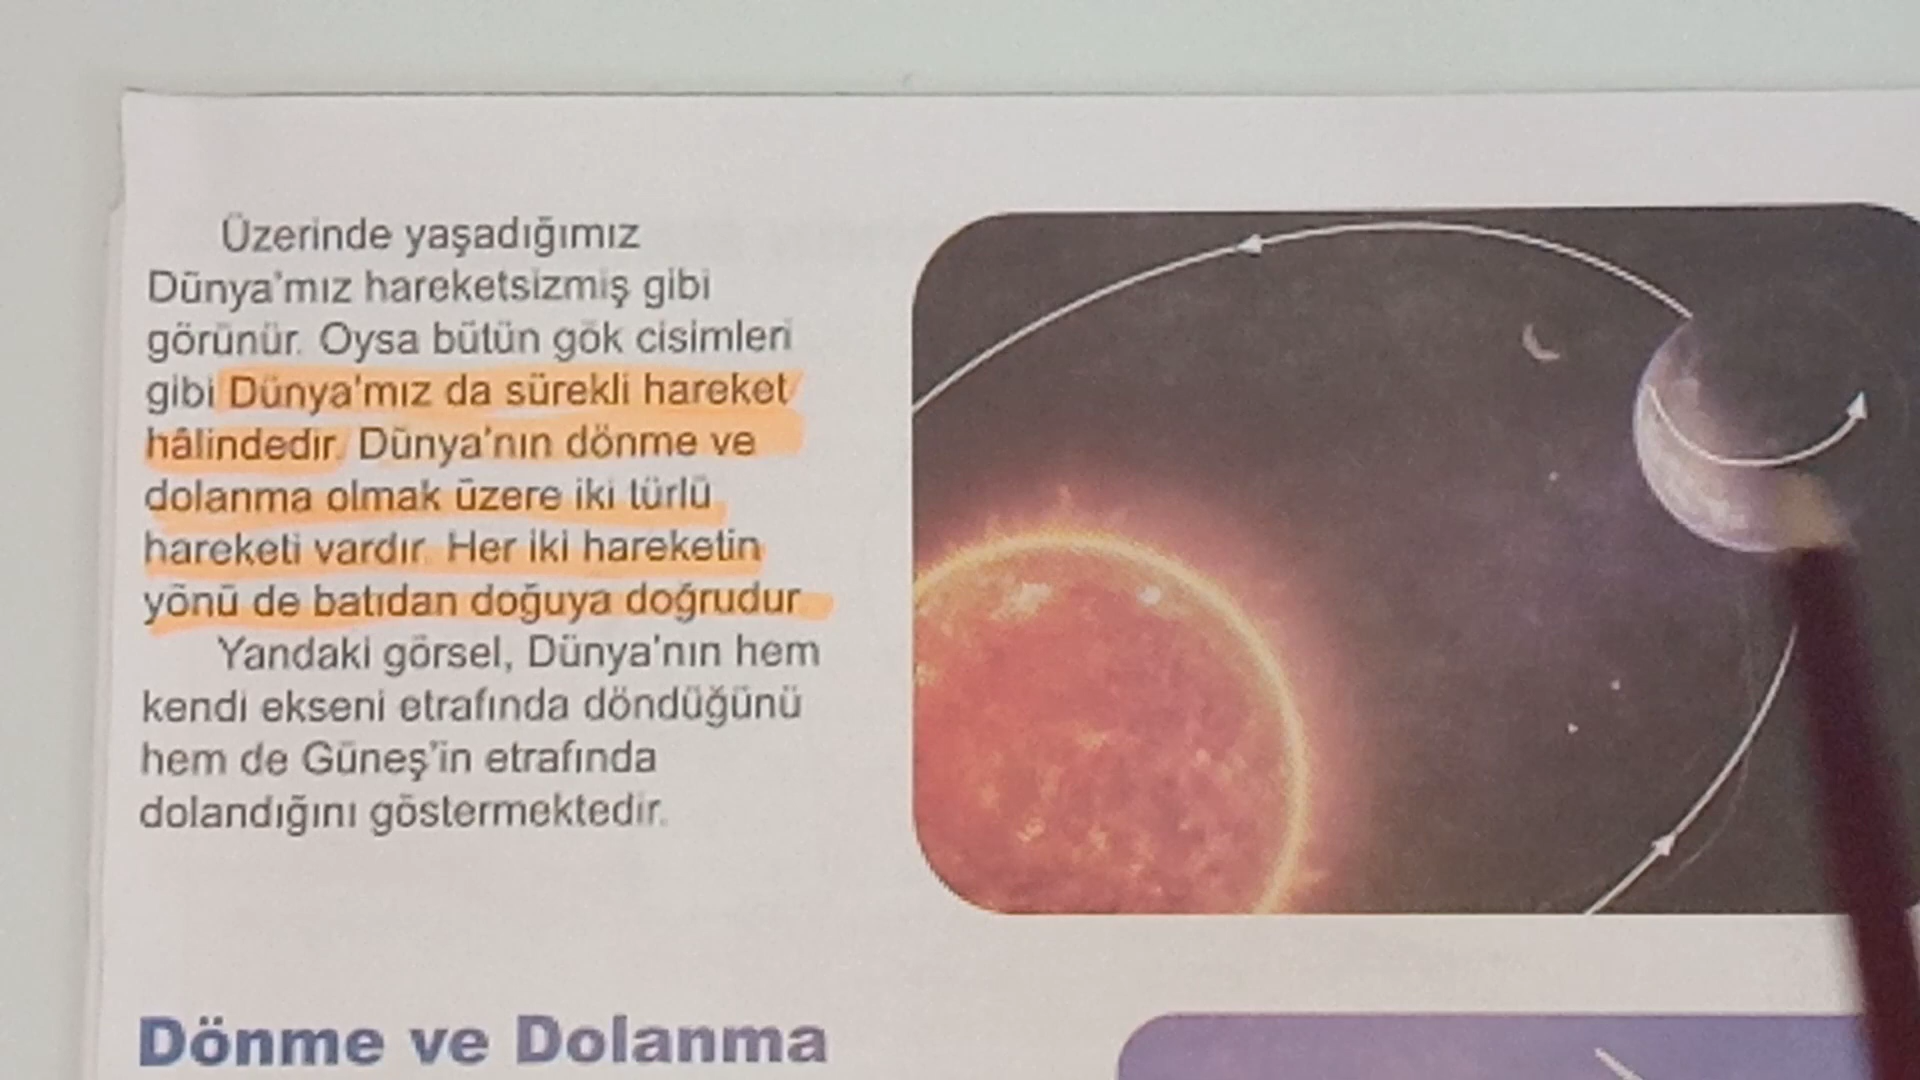 Üzerinde yaşadığımız
Dünya'mız hareketsizmiş gibi
görünür. Oysa bütün gök cisimleri
gibi Dünya'mız da sürekli hareket
hâlindedir. Dünya'nın dönme ve
dolanma olmak üzere iki türlü
hareketi vardır. Her iki hareketin
yönü de batıdan doğuya doğrudur
Yandaki görsel, Dünya'nın hem
kendi ekseni etrafında döndüğünü
hem de Güneş'in etrafında
dolandığını göstermektedir.
Dönme ve Dolanma